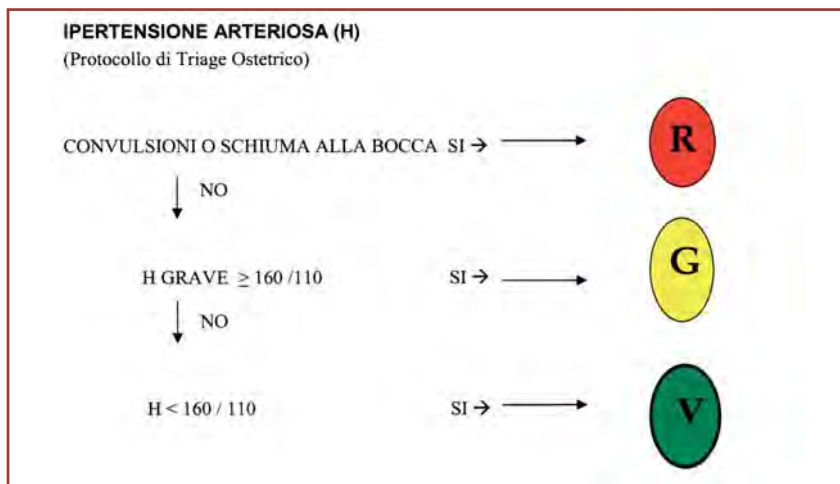 IPERTENSIONE ARTERIOSA (H)
(Protocollo di Triage Ostetrico)
CONVULSIONI O SCHIUMA ALLA BOCCA SI → R
NO
H GRAVE ≥ 160 /110 SI → G
NO
H < 160 / 110 SI → V